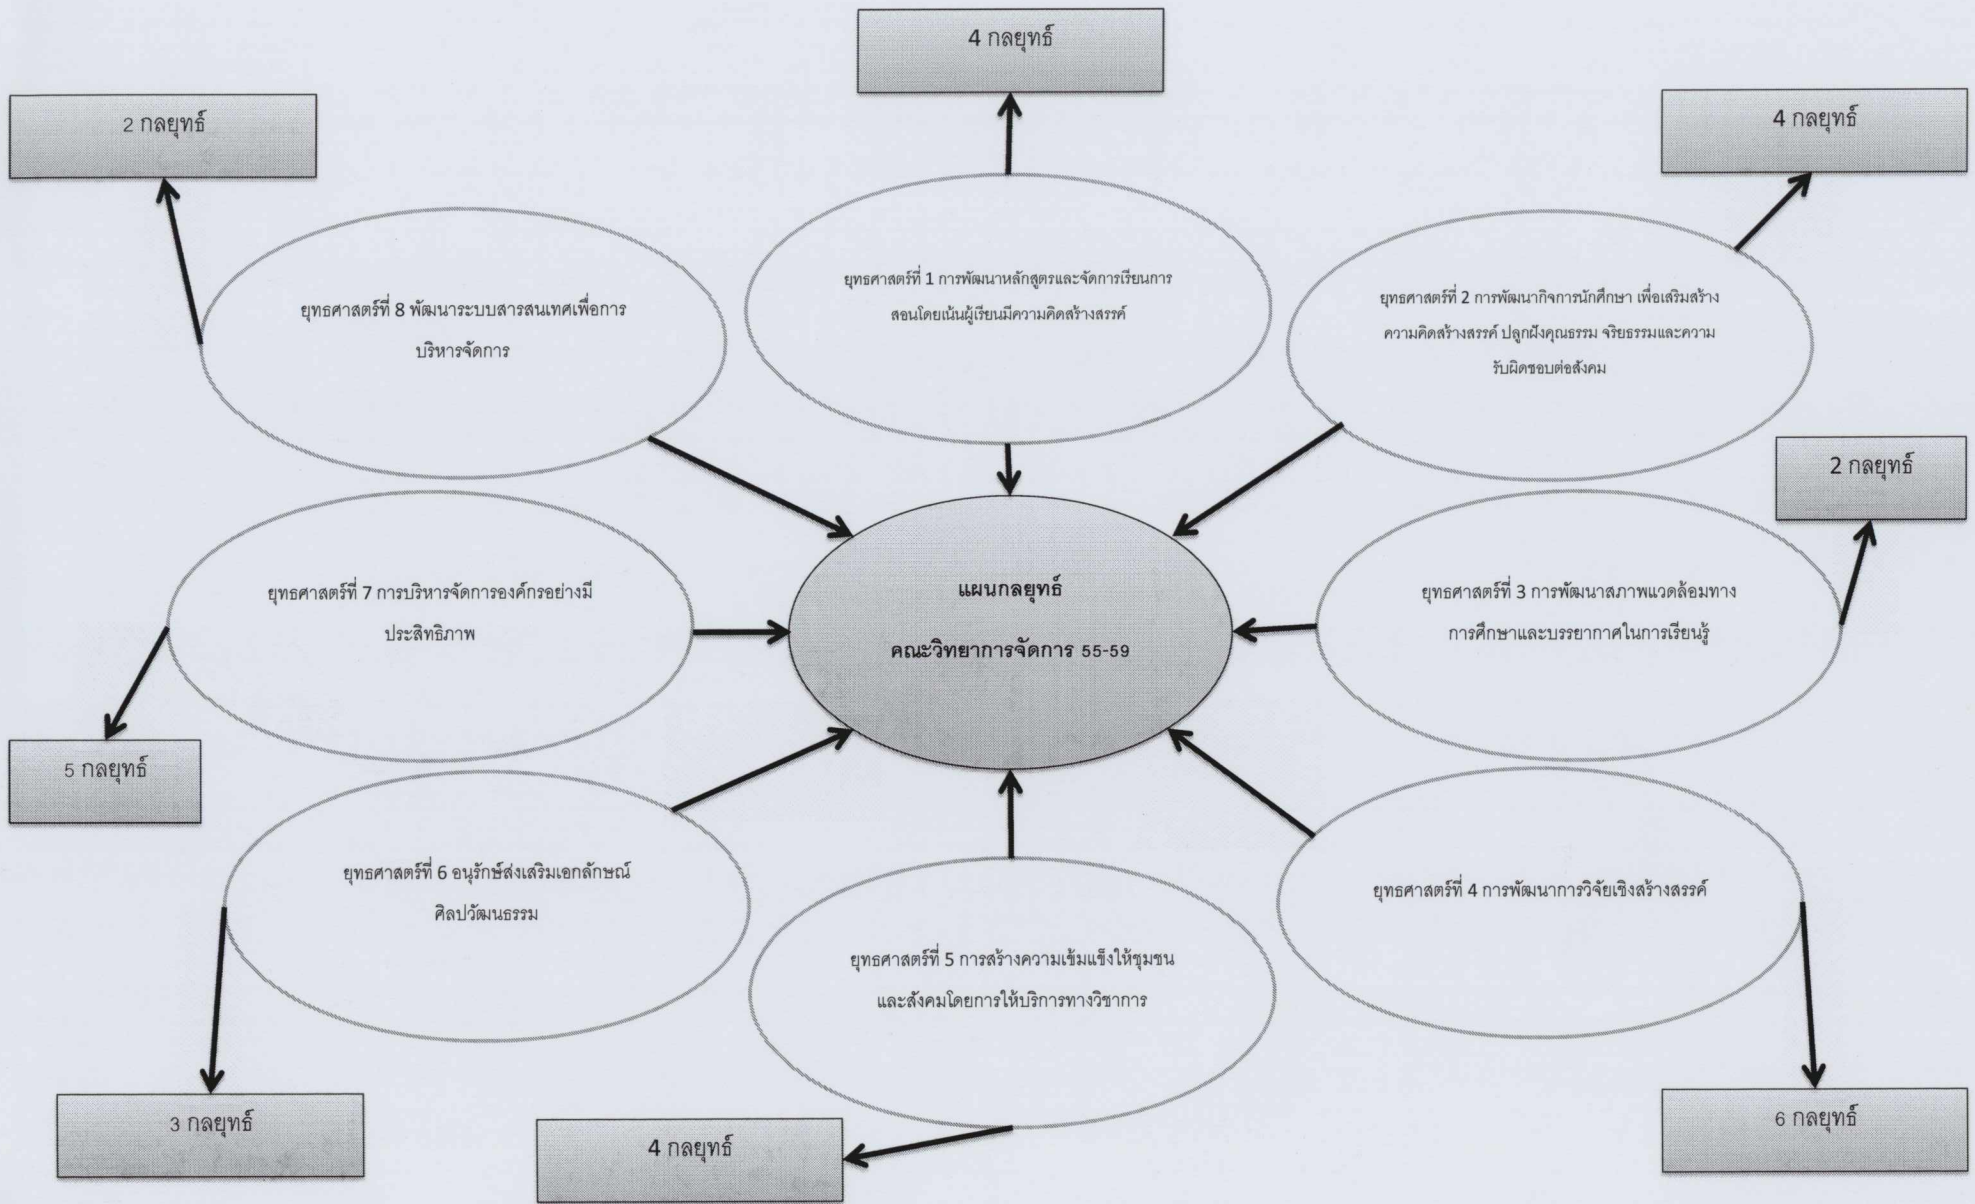 4 กลยุทธ์
2 กลยุทธ์
4 กลยุทธ์
ยุทธศาสตร์ที่ 1 การพัฒนาหลักสูตรและจัดการเรียนการ
สอนโดยเน้นผู้เรียนมีความคิดสร้างสรรค์
ยุทธศาสตร์ที่ 8 พัฒนาระบบสารสนเทศเพื่อการ
บริหารจัดการ
ยุทธศาสตร์ที่ 2 การพัฒนากิจการนักศึกษา เพื่อเสริมสร้าง
ความคิดสร้างสรรค์ ปลูกฝังคุณธรรม จริยธรรมและความ
รับผิดชอบต่อสังคม
2 กลยุทธ์
ยุทธศาสตร์ที่ 7 การบริหารจัดการองค์กรอย่างมี
ประสิทธิภาพ
แผนกลยุทธ์
คณะวิทยาการจัดการ 55-59
ยุทธศาสตร์ที่ 3 การพัฒนาสภาพแวดล้อมทาง
การศึกษาและบรรยากาศในการเรียนรู้
5 กลยุทธ์
ยุทธศาสตร์ที่ 6 อนุรักษ์ส่งเสริมเอกลักษณ์
ศิลปวัฒนธรรม
ยุทธศาสตร์ที่ 4 การพัฒนาการวิจัยเชิงสร้างสรรค์
ยุทธศาสตร์ที่ 5 การสร้างความเข้มแข็งให้ชุมชน
และสังคมโดยการให้บริการทางวิชาการ
3 กลยุทธ์
4 กลยุทธ์
6 กลยุทธ์